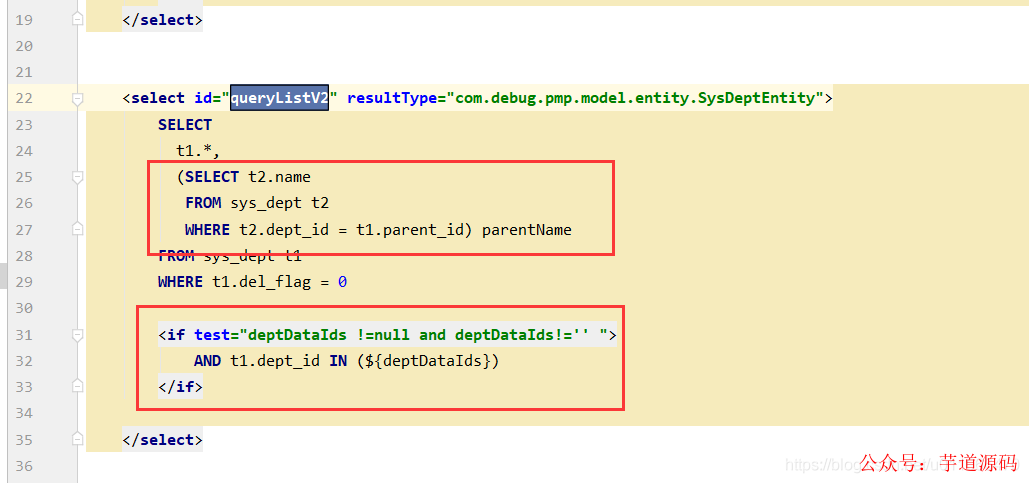 19 </select>
20
21
22 <select id="queryListV2" resultType="com.debug.pmp.model.entity.SysDeptEntity">
23 SELECT
24 t1.*,
25 (SELECT t2.name
26 FROM sys_dept t2
27 WHERE t2.dept_id = t1.parent_id) parentName
28 FROM sys_dept t1
29 WHERE t1.del_flag = 0
30
31 <if test="deptDataIds !=null and deptDataIds!='' ">
32 AND t1.dept_id IN (${deptDataIds})
33 </if>
34
35 </select>
36
公众号：芋道源码